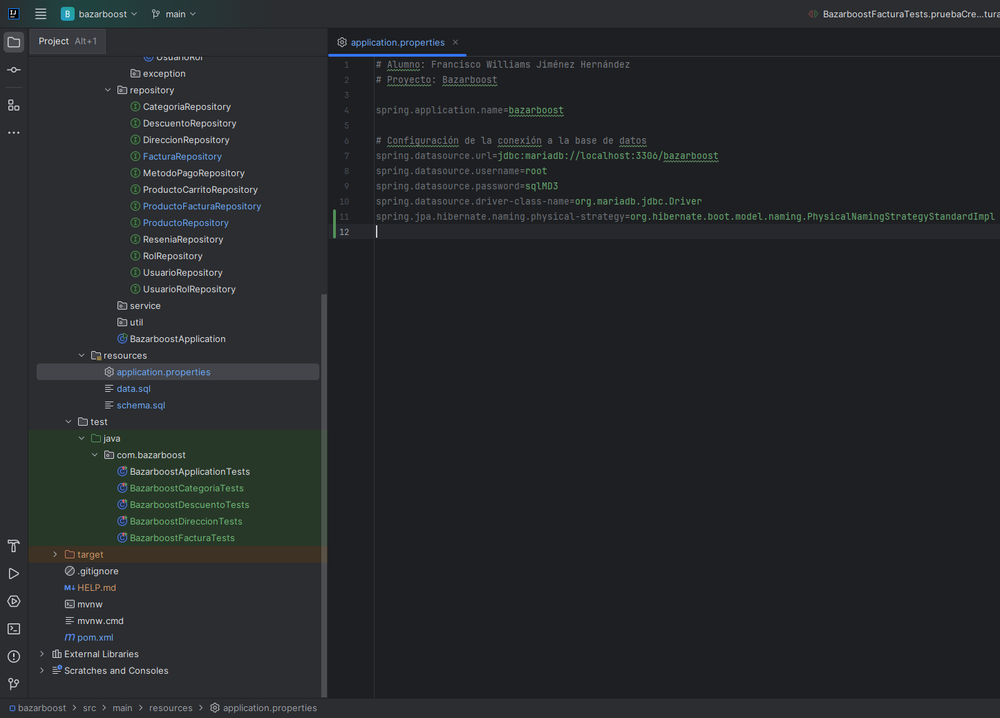 IJ
B bazarboost
main
BazarboostFacturaTests.pruebaCre...tura
Project Alt+1
UsuarioRol
exception
repository
CategoriaRepository
DescuentoRepository
DireccionRepository
FacturaRepository
MetodoPagoRepository
ProductoCarritoRepository
ProductoFacturaRepository
ProductoRepository
ReseniaRepository
RolRepository
UsuarioRepository
UsuarioRolRepository
service
util
BazarboostApplication
resources
application.properties
data.sql
schema.sql
test
java
com.bazarboost
BazarboostApplicationTests
BazarboostCategoriaTests
BazarboostDescuentoTests
BazarboostDireccionTests
BazarboostFacturaTests
target
.gitignore
M↓ HELP.md
mvnw
mvnw.cmd
m pom.xml
External Libraries
Scratches and Consoles
application.properties
1 # Alumno: Francisco Williams Jiménez Hernández
2 # Proyecto: Bazarboost
3
4 spring.application.name=bazarboost
5
6 # Configuración de la conexión a la base de datos
7 spring.datasource.url=jdbc:mariadb://localhost:3306/bazarboost
8 spring.datasource.username=root
9 spring.datasource.password=sqlMD3
10 spring.datasource.driver-class-name=org.mariadb.jdbc.Driver
11 spring.jpa.hibernate.naming.physical-strategy=org.hibernate.boot.model.naming.PhysicalNamingStrategyStandardImpl
12
bazarboost > src > main > resources > application.properties